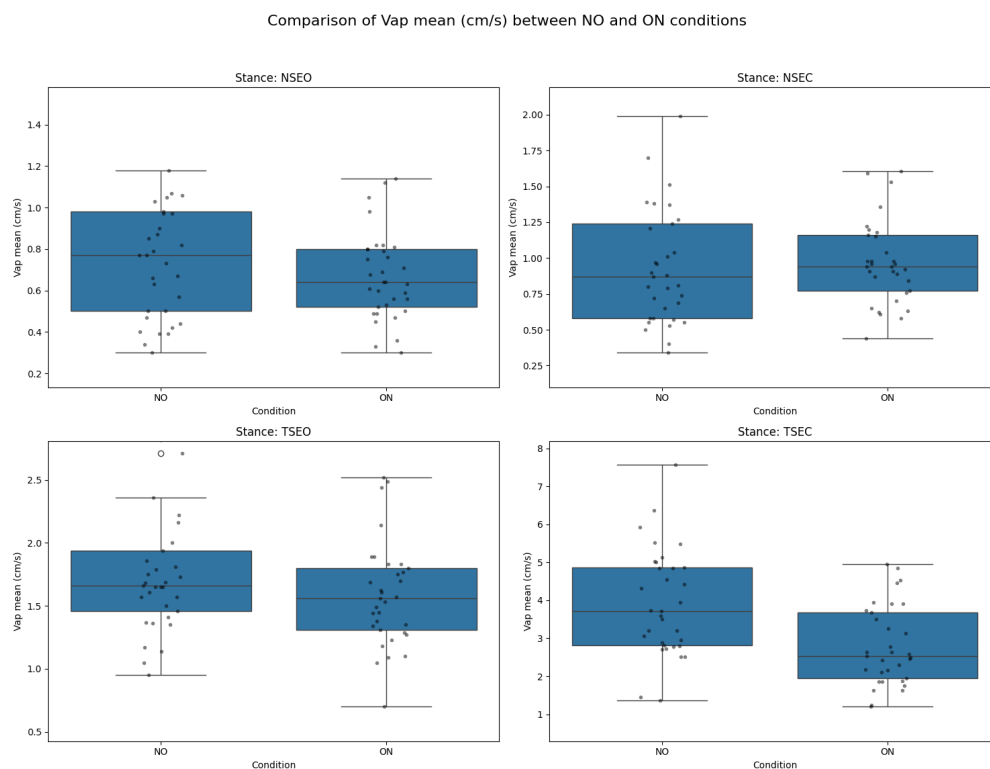 Comparison of Vap mean (cm/s) between NO and ON conditions
Stance: NSEO
Vap mean (cm/s)
1.4
1.2
1.0
0.8
0.6
0.4
0.2
NO
ON
Condition
Stance: NSEC
Vap mean (cm/s)
2.00
1.75
1.50
1.25
1.00
0.75
0.50
0.25
NO
ON
Condition
Stance: TSEO
Vap mean (cm/s)
2.5
2.0
1.5
1.0
0.5
NO
ON
Condition
Stance: TSEC
Vap mean (cm/s)
8
7
6
5
4
3
2
1
NO
ON
Condition